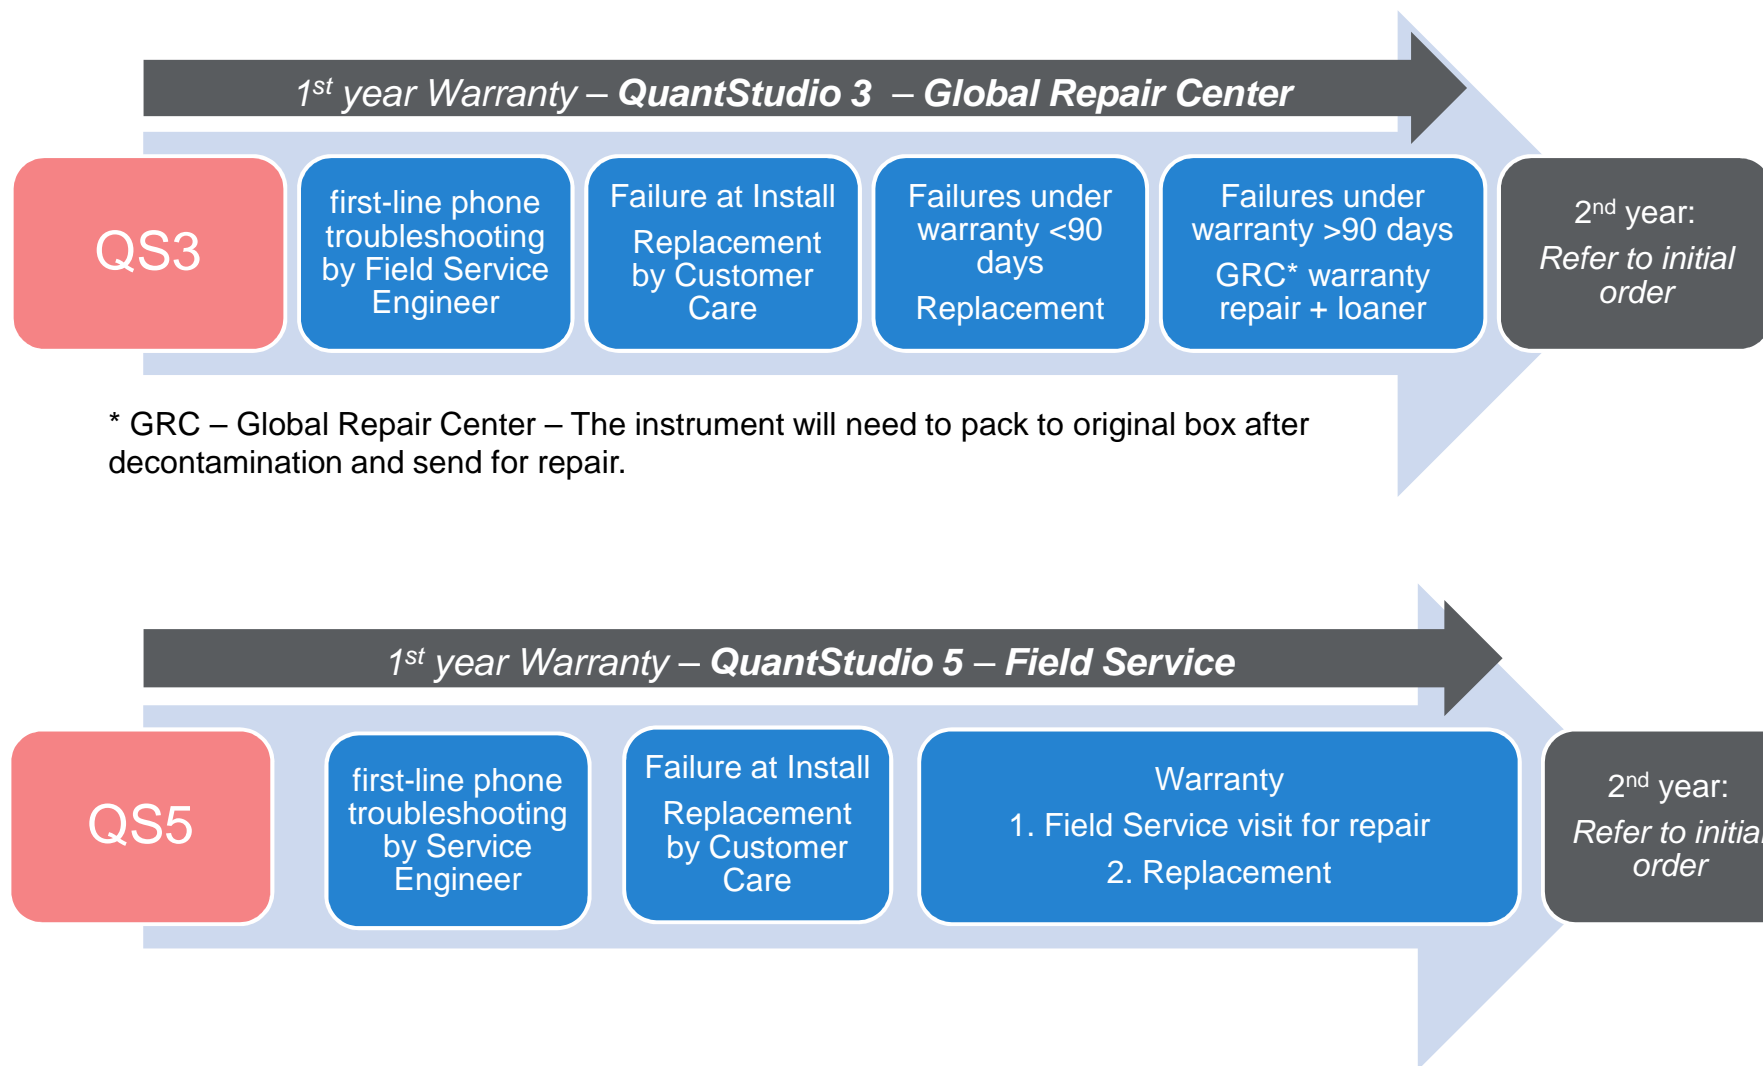 1st year Warranty – QuantStudio 3 – Global Repair Center
QS3
first-line phone
troubleshooting
by Field Service
Engineer
Failure at Install
Replacement
by Customer
Care
Failures under
warranty <90
days
Replacement
Failures under
warranty >90 days
GRC* warranty
repair + loaner
2nd year:
Refer to initial
order
* GRC – Global Repair Center – The instrument will need to pack to original box after
decontamination and send for repair.
1st year Warranty – QuantStudio 5 – Field Service
QS5
first-line phone
troubleshooting
by Service
Engineer
Failure at Install
Replacement
by Customer
Care
Warranty
1. Field Service visit for repair
2. Replacement
2nd year:
Refer to initial
order